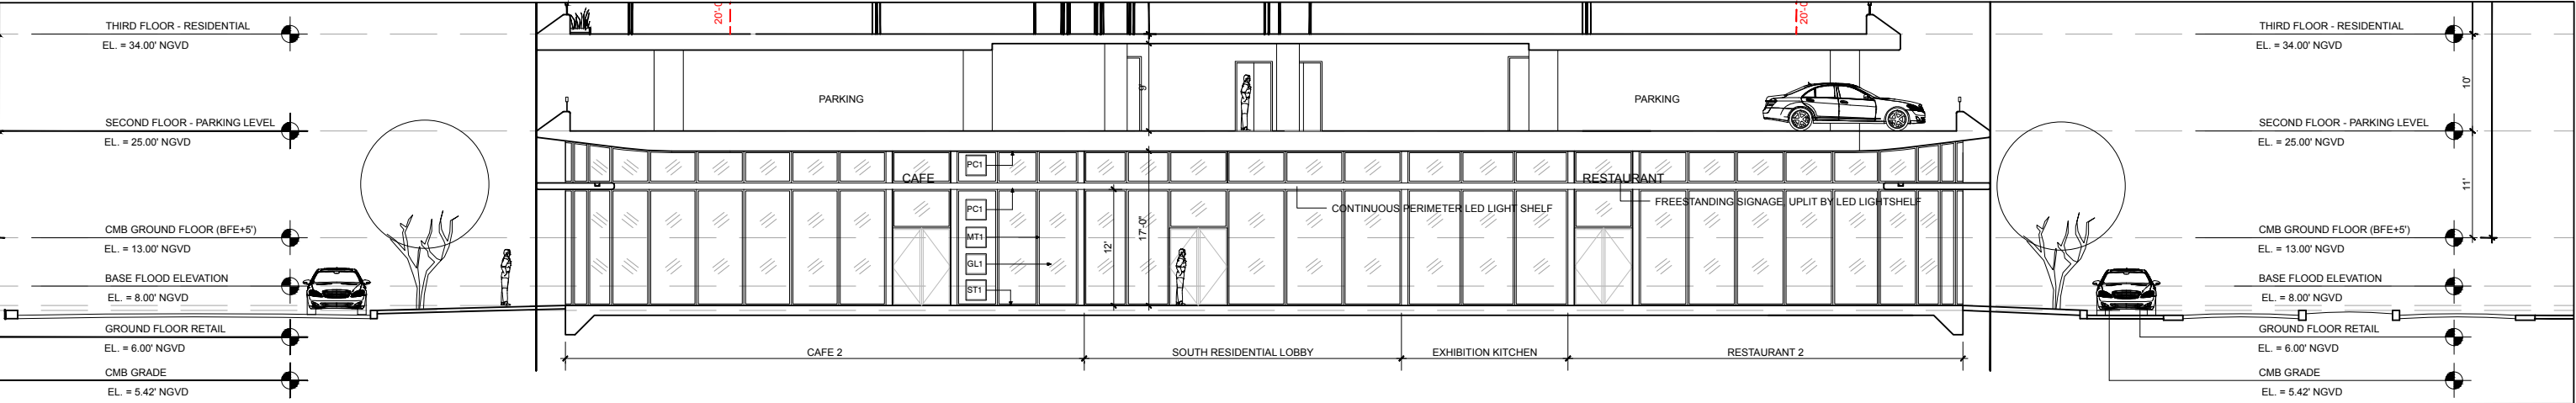 THIRD FLOOR - RESIDENTIAL
EL. = 34.00' NGVD
SECOND FLOOR - PARKING LEVEL
EL. = 25.00' NGVD
CMB GROUND FLOOR (BFE+5')
EL. = 13.00' NGVD
BASE FLOOD ELEVATION
EL. = 8.00' NGVD
GROUND FLOOR RETAIL
EL. = 6.00' NGVD
CMB GRADE
EL. = 5.42' NGVD
PARKING
9'
PARKING
CAFE
RESTAURANT
PC1
PC1
MT1
GL1
ST1
12'
17'-0"
CONTINUOUS PERIMETER LED LIGHT SHELF
FREESTANDING SIGNAGE, UPLIT BY LED LIGHTSHELF
CAFE 2
SOUTH RESIDENTIAL LOBBY
EXHIBITION KITCHEN
RESTAURANT 2
THIRD FLOOR - RESIDENTIAL
EL. = 34.00' NGVD
10'
SECOND FLOOR - PARKING LEVEL
EL. = 25.00' NGVD
11'
CMB GROUND FLOOR (BFE+5')
EL. = 13.00' NGVD
BASE FLOOD ELEVATION
EL. = 8.00' NGVD
GROUND FLOOR RETAIL
EL. = 6.00' NGVD
CMB GRADE
EL. = 5.42' NGVD